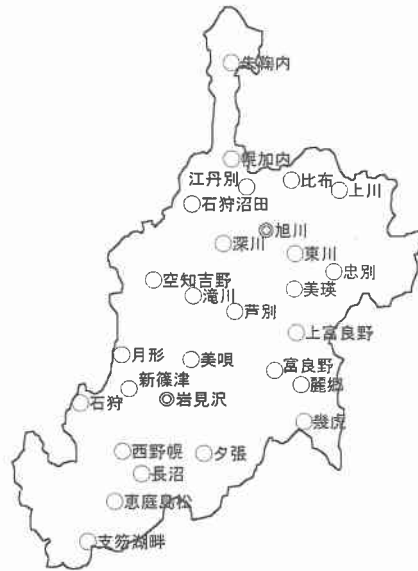 朱鞠内
幌加内
江丹別
比布
上川
石狩沼田
旭川
深川
東川
忠別
空知吉野
滝川
美瑛
芦別
上富良野
月形
美唄
富良野
新篠津
麗郷
石狩
岩見沢
幾虎
西野幌
夕張
長沼
恵庭島松
支笏湖畔